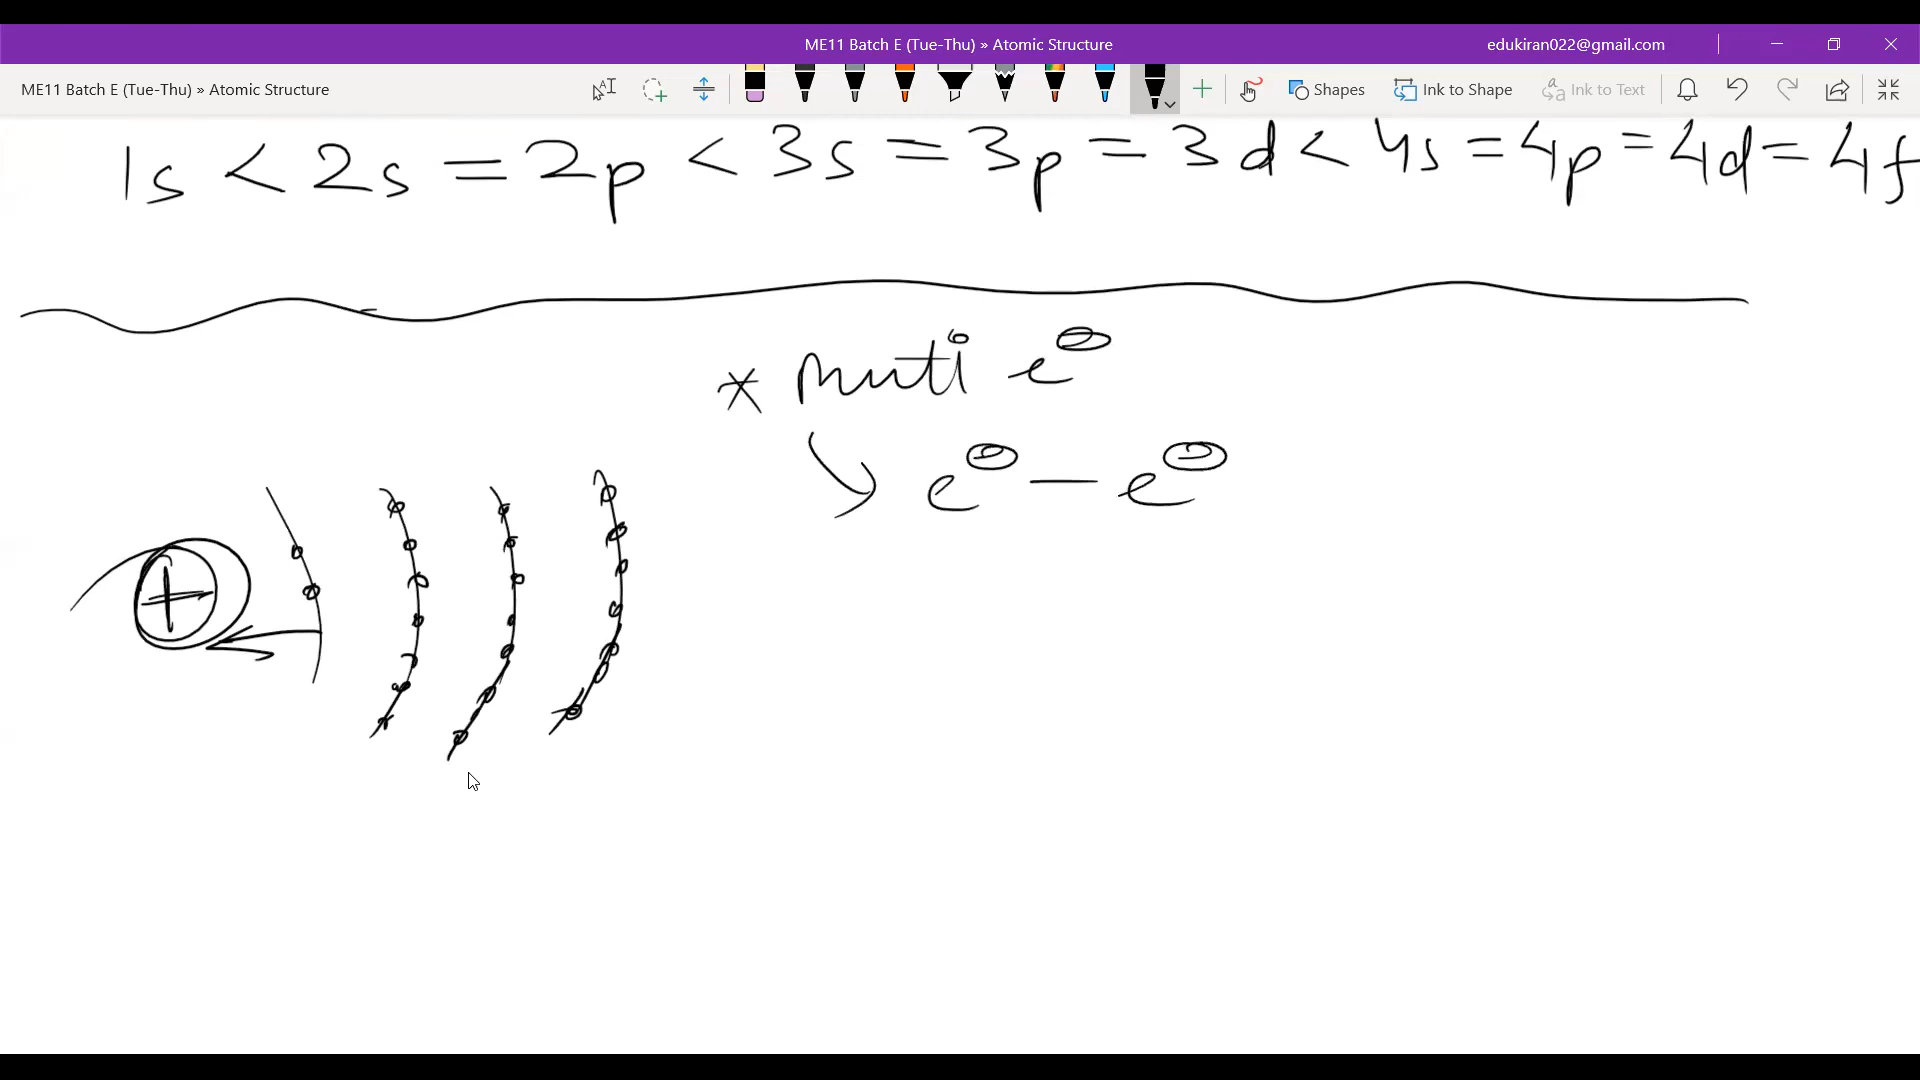 ME11 Batch E (Tue-Thu) » Atomic Structure
edukiran022@gmail.com
ME11 Batch E (Tue-Thu) » Atomic Structure
Shapes
Ink to Shape
Ink to Text
1s < 2s = 2p < 3s = 3p = 3d < 4s = 4p = 4d = 4f
* muti e⊖
e⊖ — e⊖
+